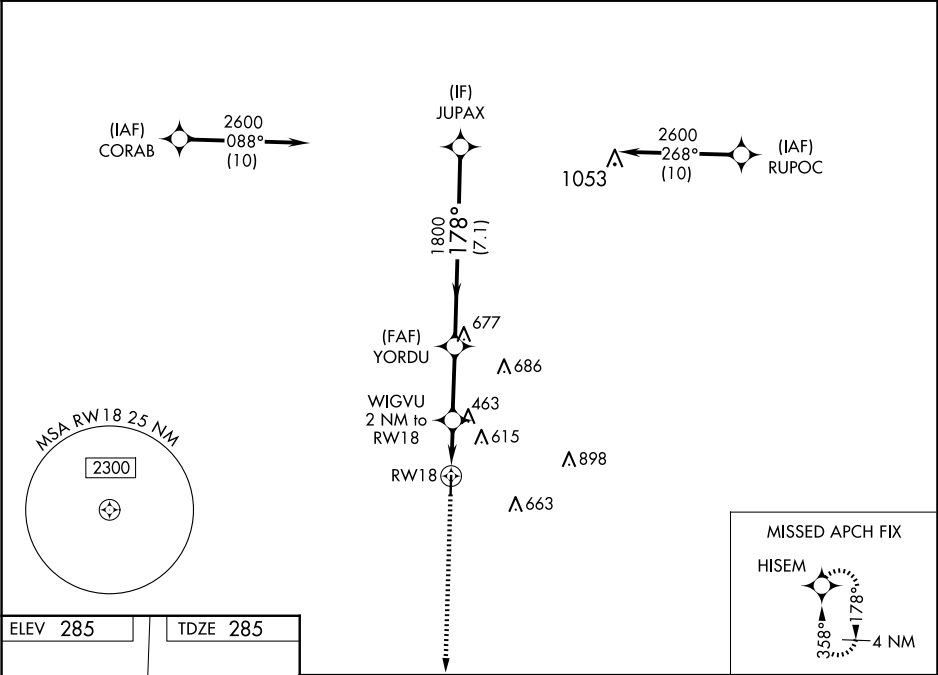 (IF)
JUPAX
(IAF)
CORAB
2600
088°
(10)
2600
268°
(10)
(IAF)
RUPOC
1053
1800
178°
(7.1)
(FAF)
YORDU
677
686
WIGVU
2 NM to
RW18
463
615
898
RW18
663
MSA RW18 25 NM
2300
MISSED APCH FIX
HISEM
178°
358°
4 NM
ELEV 285
TDZE 285